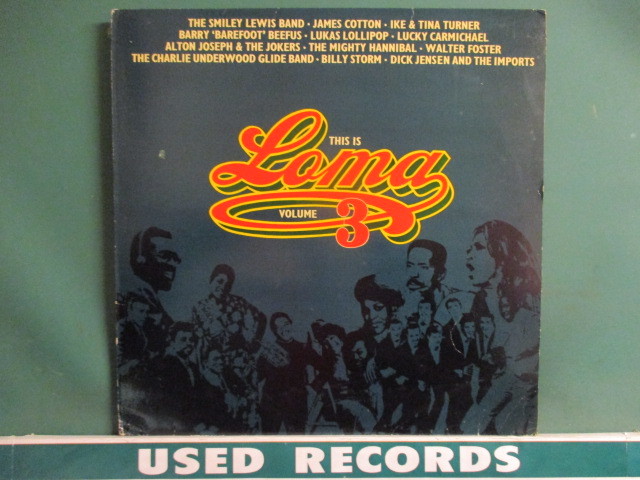 THE SMILEY LEWIS BAND · JAMES COTTON · IKE & TINA TURNER
BARRY 'BAREFOOT' BEEFUS · LUKAS LOLLIPOP · LUCKY CARMICHAEL
ALTON JOSEPH & THE JOKERS · THE MIGHTY HANNIBAL · WALTER FOSTER
THE CHARLIE UNDERWOOD GLIDE BAND · BILLY STORM · DICK JENSEN AND THE IMPORTS
THIS IS
Loma
VOLUME 3
USED RECORDS